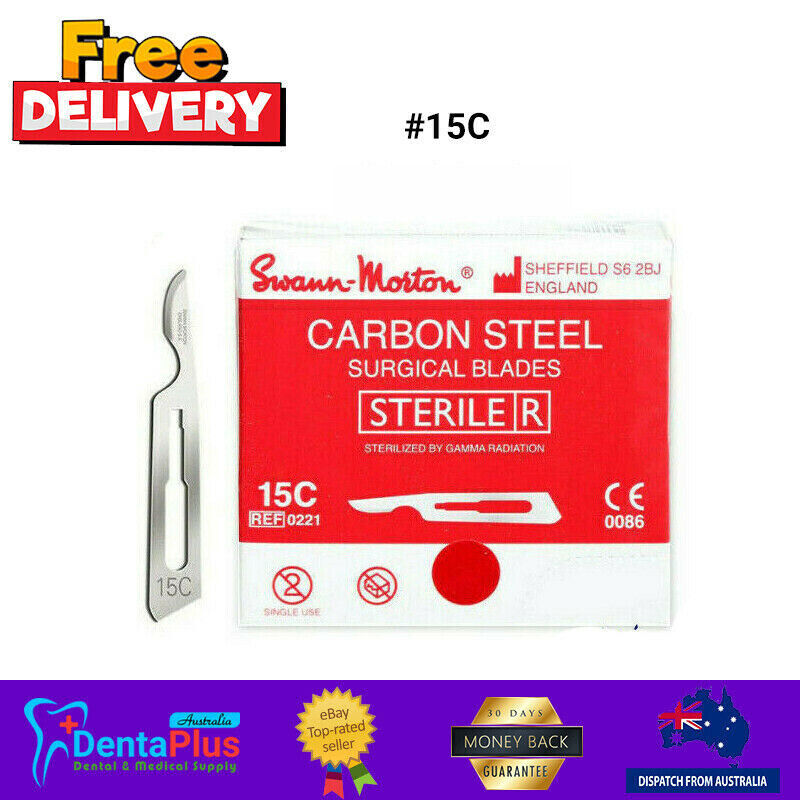 Free
DELIVERY
#15C
Swann-Morton®
SHEFFIELD S6 2BJ
ENGLAND
CARBON STEEL
SURGICAL BLADES
STERILE R
STERILIZED BY GAMMA RADIATION
15C
REF 0221
CE
0086
2
SINGLE USE
15C
Australia
DentaPlus
Dental & Medical Supply
eBay
Top-rated
seller
30 DAYS
MONEY BACK
GUARANTEE
DISPATCH FROM AUSTRALIA